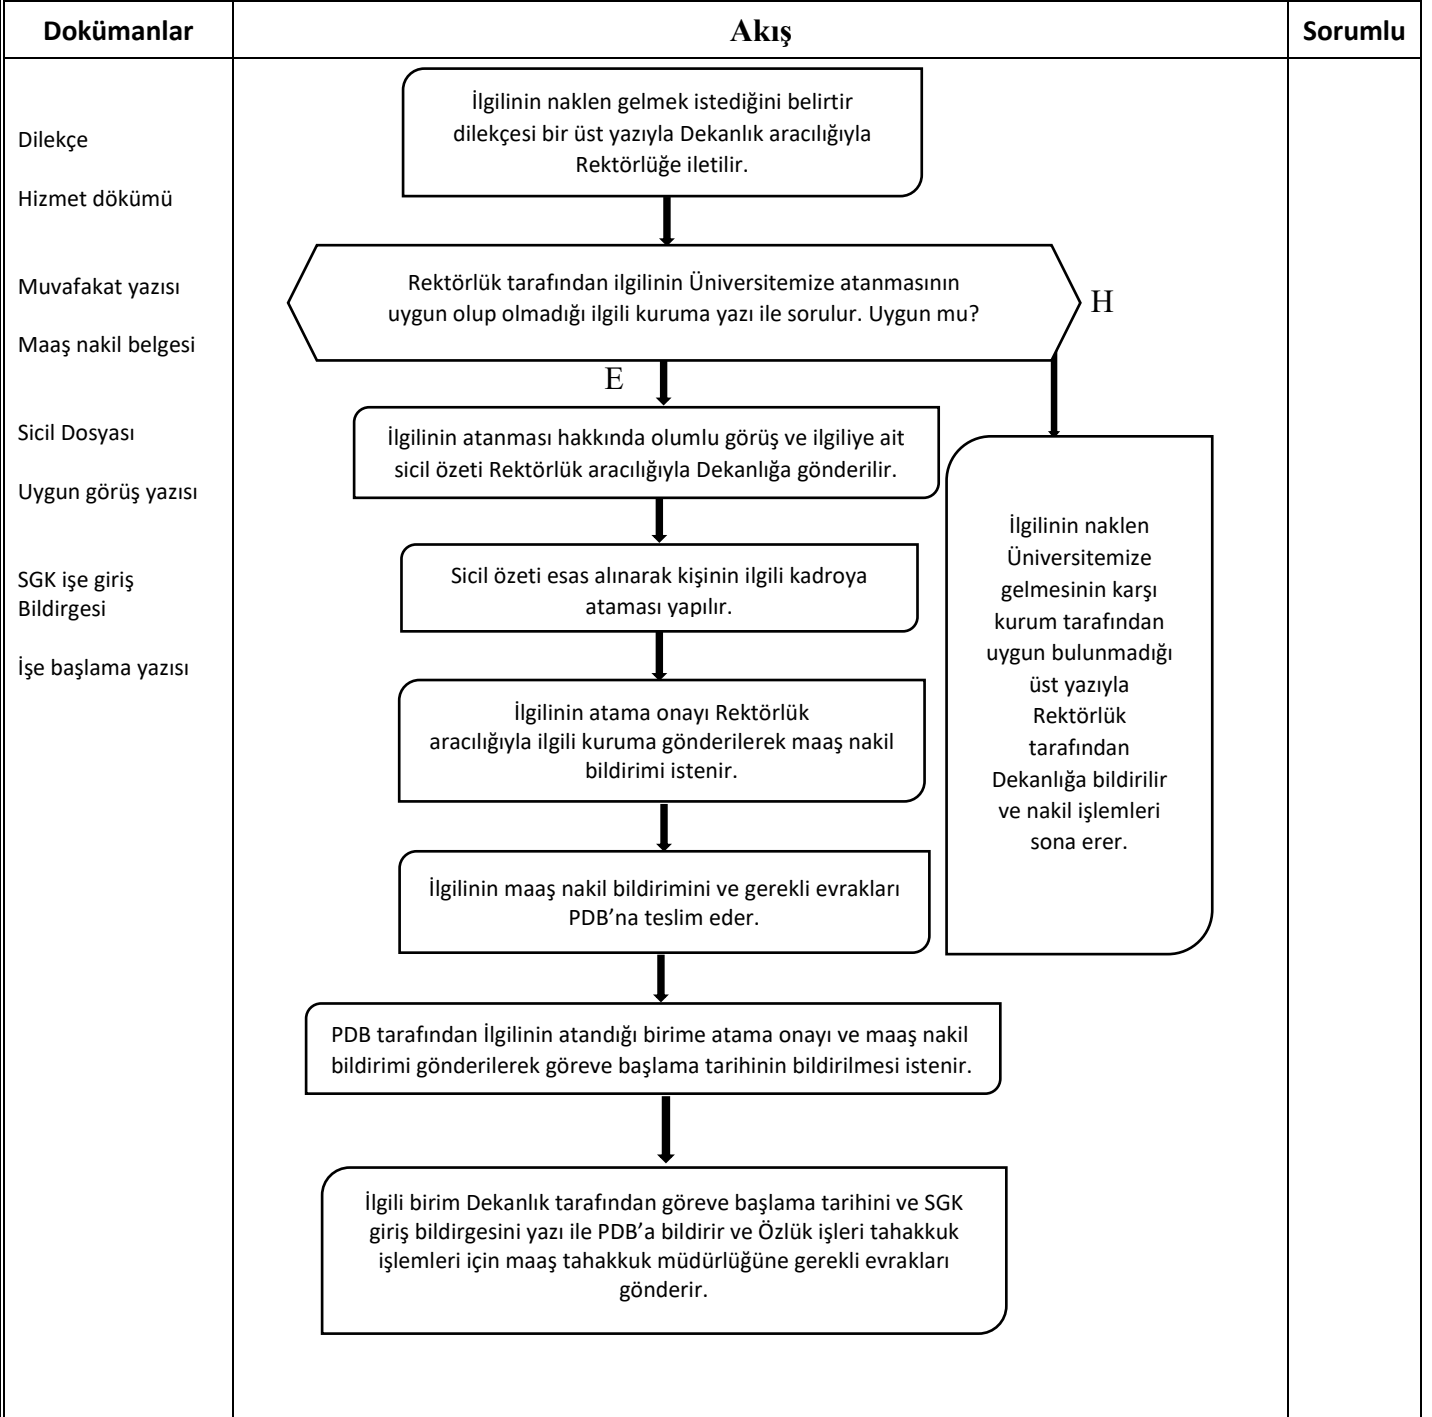 Dokümanlar
Akış
Sorumlu
Dilekçe
Hizmet dökümü
Muvafakat yazısı
Maaş nakil belgesi
Sicil Dosyası
Uygun görüş yazısı
SGK işe giriş
Bildirgesi
İşe başlama yazısı
İlgilinin naklen gelmek istediğini belirtir
dilekçesi bir üst yazıyla Dekanlık aracılığıyla
Rektörlüğe iletilir.
Rektörlük tarafından ilgilinin Üniversitemize atanmasının
uygun olup olmadığı ilgili kuruma yazı ile sorulur. Uygun mu?
H
E
İlgilinin atanması hakkında olumlu görüş ve ilgiliye ait
sicil özeti Rektörlük aracılığıyla Dekanlığa gönderilir.
Sicil özeti esas alınarak kişinin ilgili kadroya
ataması yapılır.
İlgilinin atama onayı Rektörlük
aracılığıyla ilgili kuruma gönderilerek maaş nakil
bildirimi istenir.
İlgilinin maaş nakil bildirimini ve gerekli evrakları
PDB’na teslim eder.
İlgilinin naklen
Üniversitemize
gelmesinin karşı
kurum tarafından
uygun bulunmadığı
üst yazıyla
Rektörlük
tarafından
Dekanlığa bildirilir
ve nakil işlemleri
sona erer.
PDB tarafından İlgilinin atandığı birime atama onayı ve maaş nakil
bildirimi gönderilerek göreve başlama tarihinin bildirilmesi istenir.
İlgili birim Dekanlık tarafından göreve başlama tarihini ve SGK
giriş bildirgesini yazı ile PDB’a bildirir ve Özlük işleri tahakkuk
işlemleri için maaş tahakkuk müdürlüğüne gerekli evrakları
gönderir.